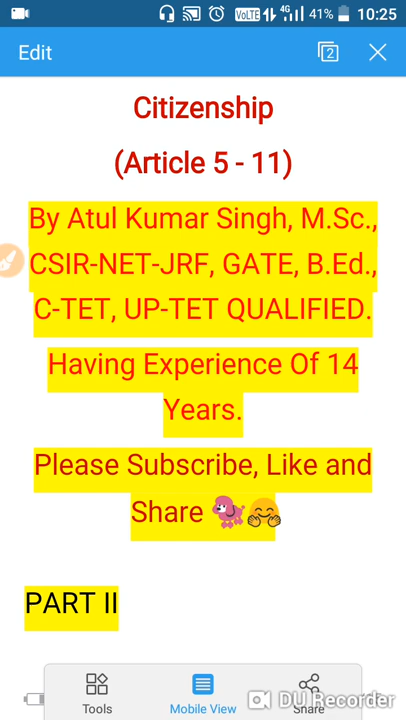 VoLTE 4G 41% 10:25
Edit 2
Citizenship
(Article 5 - 11)
By Atul Kumar Singh, M.Sc.,
CSIR-NET-JRF, GATE, B.Ed.,
C-TET, UP-TET QUALIFIED.
Having Experience Of 14
Years.
Please Subscribe, Like and
Share 🐩🤗
PART II
Tools Mobile View Share
DU Recorder